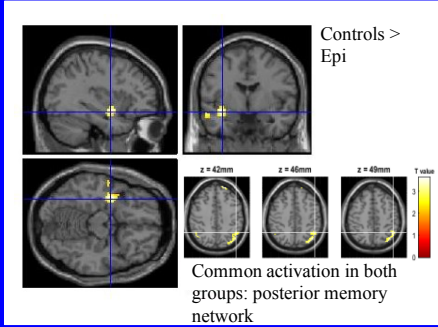 Controls >
Epi
z = 42mm
z = 46mm
z = 49mm
T value
3
2
1
0
Common activation in both
groups: posterior memory
network